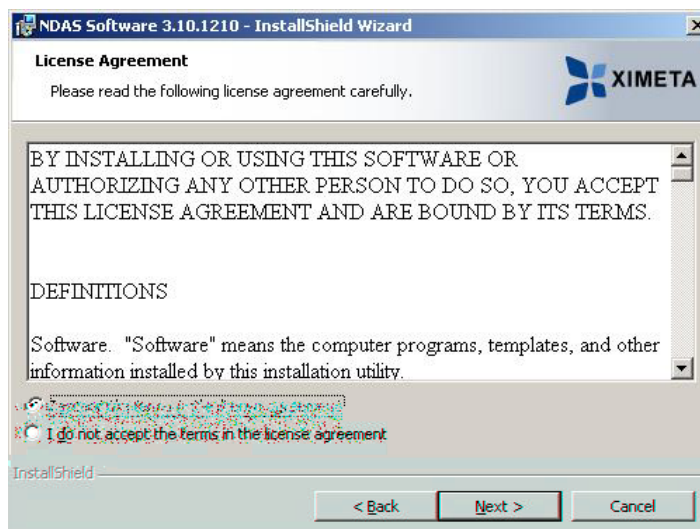 NDAS Software 3.10.1210 - InstallShield Wizard
License Agreement
Please read the following license agreement carefully.
XIMETA
BY INSTALLING OR USING THIS SOFTWARE OR
AUTHORIZING ANY OTHER PERSON TO DO SO, YOU ACCEPT
THIS LICENSE AGREEMENT AND ARE BOUND BY ITS TERMS.
DEFINITIONS
Software. "Software" means the computer programs, templates, and other
information installed by this installation utility.
I do not accept the terms in the license agreement
InstallShield
< Back
Next >
Cancel